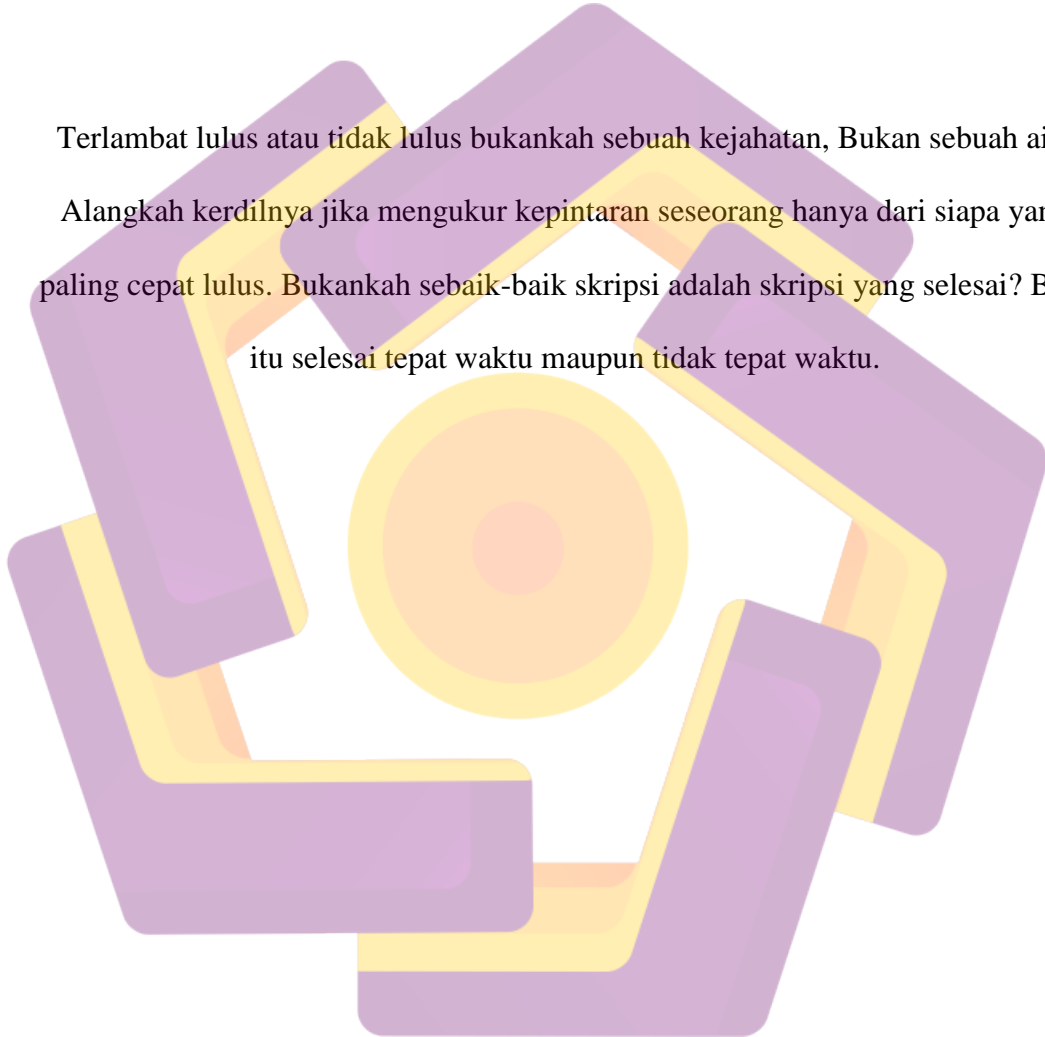 Terlambat lulus atau tidak lulus bukankah sebuah kejahatan, Bukan sebuah
Alangkah kerdilnya jika mengukur kepintaran seseorang hanya dari siapa
paling cepat lulus. Bukankah sebaik-baik skripsi adalah skripsi yang selesai?
itu selesai tepat waktu maupun tidak tepat waktu.